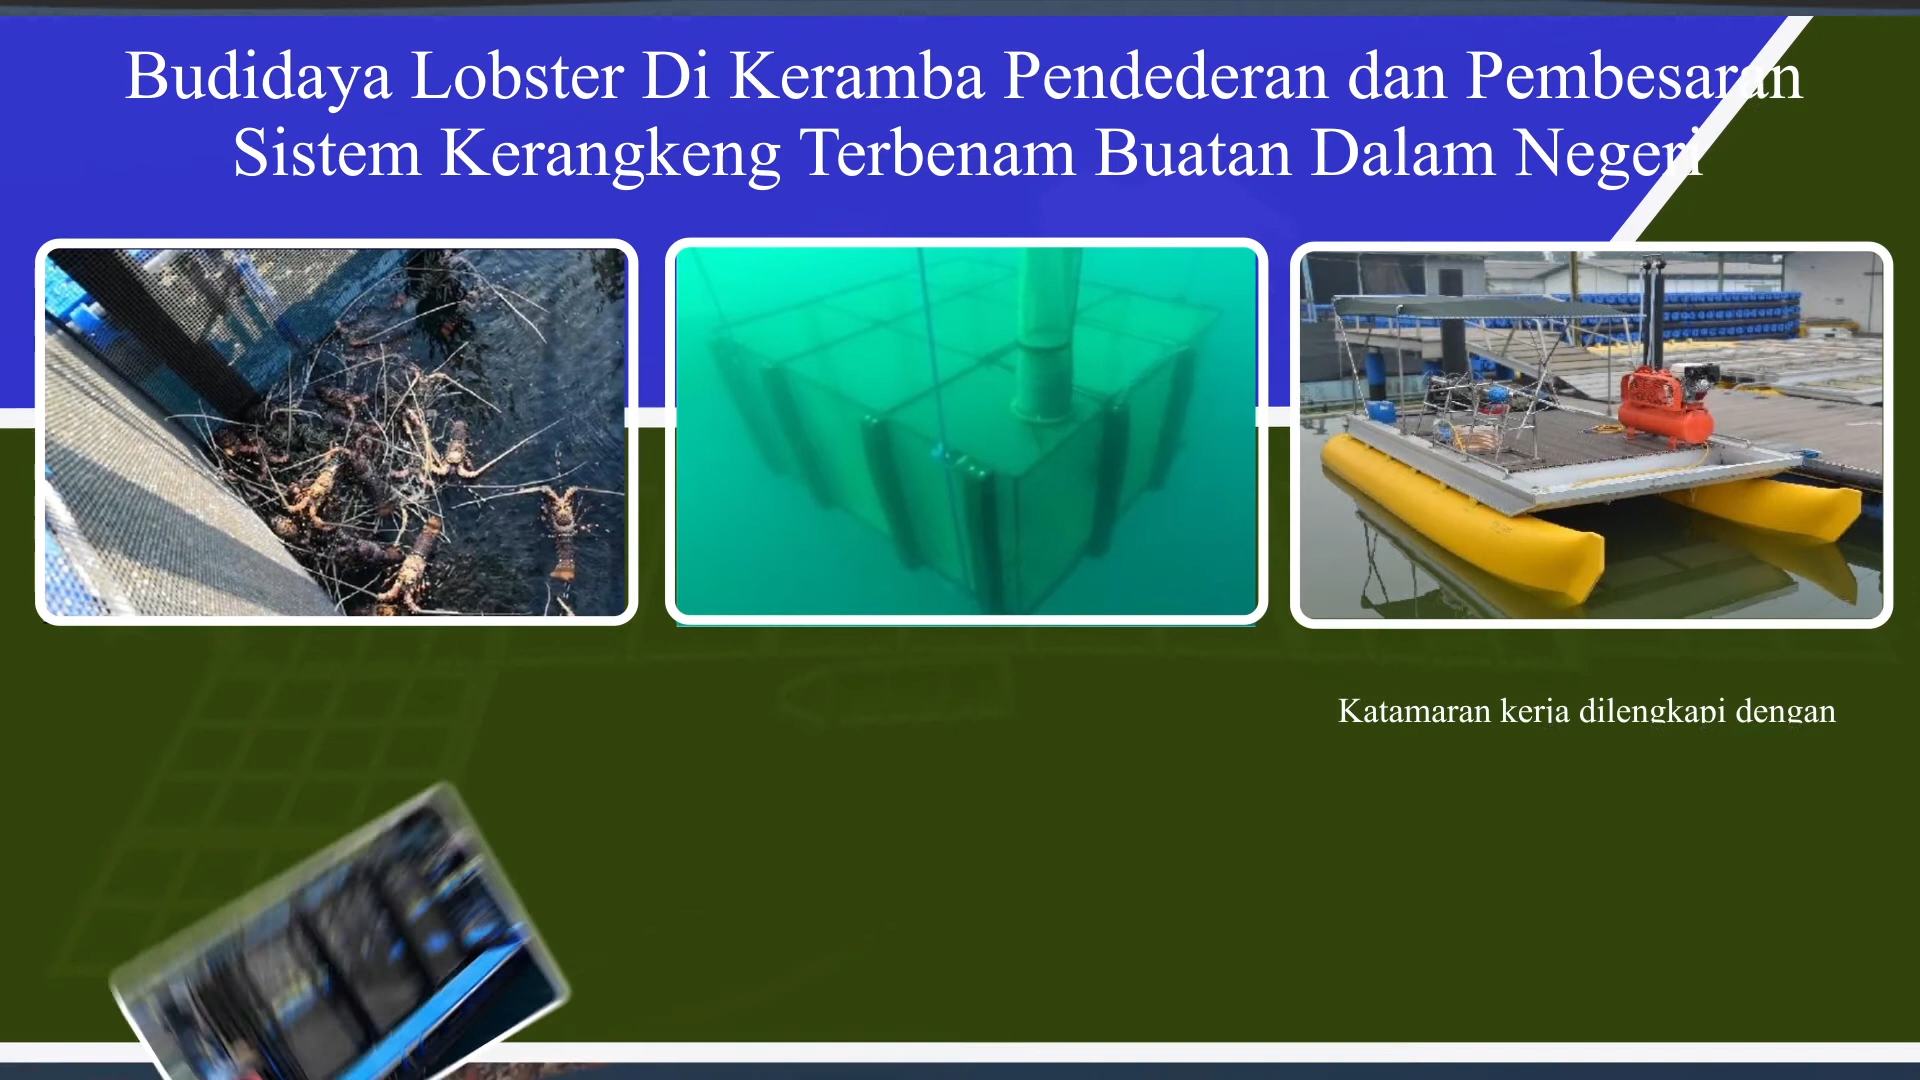 Budidaya Lobster Di Keramba Pendederan dan Pembesaran
Sistem Kerangkeng Terbenam Buatan Dalam Negeri
Katamaran kerja dilengkapi dengan